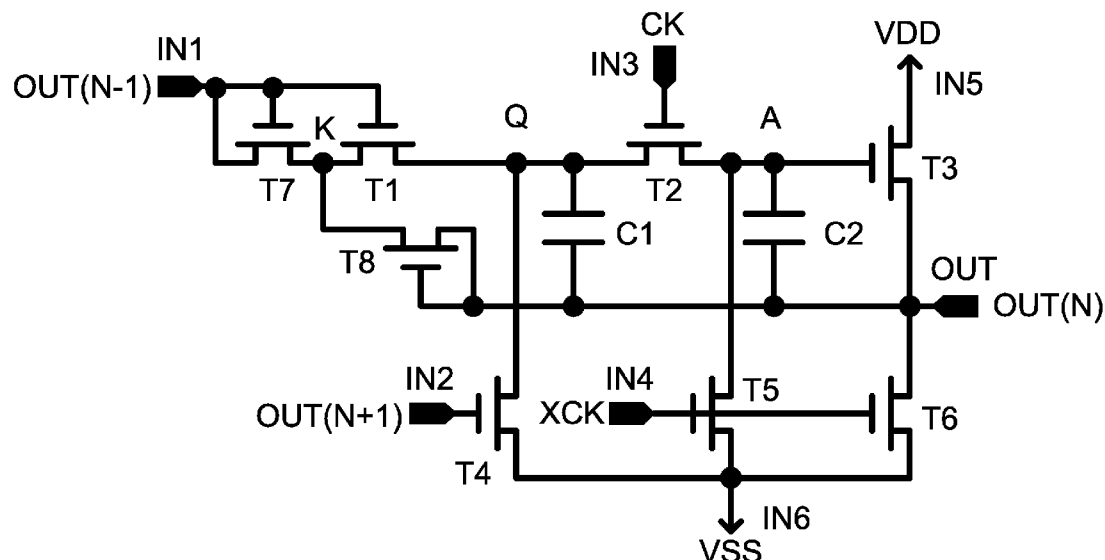 CK
VDD
IN1
IN3
IN5
OUT(N-1)
K
Q
A
T7
T1
T2
T3
T8
C1
C2
OUT
OUT(N)
IN2
IN4
T5
OUT(N+1)
XCK
T6
T4
IN6
VSS